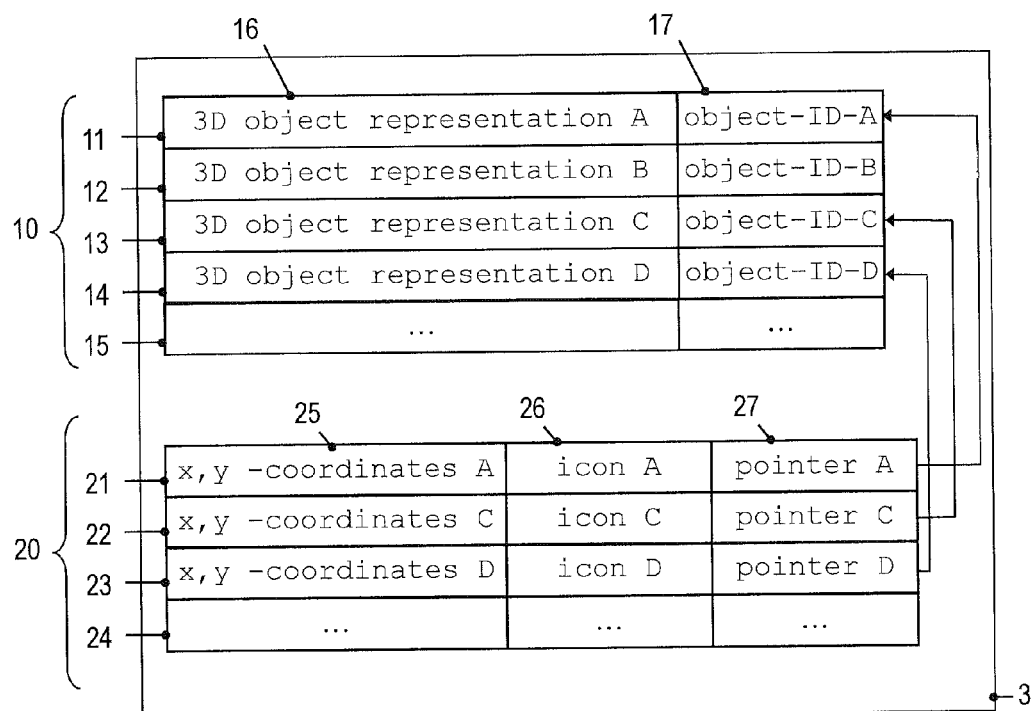 16 17
11 3D object representation A object-ID-A
12 3D object representation B object-ID-B
10
13 3D object representation C object-ID-C
14 3D object representation D object-ID-D
15 ... ...
25 26 27
21 x,y -coordinates A icon A pointer A
22 x,y -coordinates C icon C pointer C
20
23 x,y -coordinates D icon D pointer D
24 ... ... ...
3